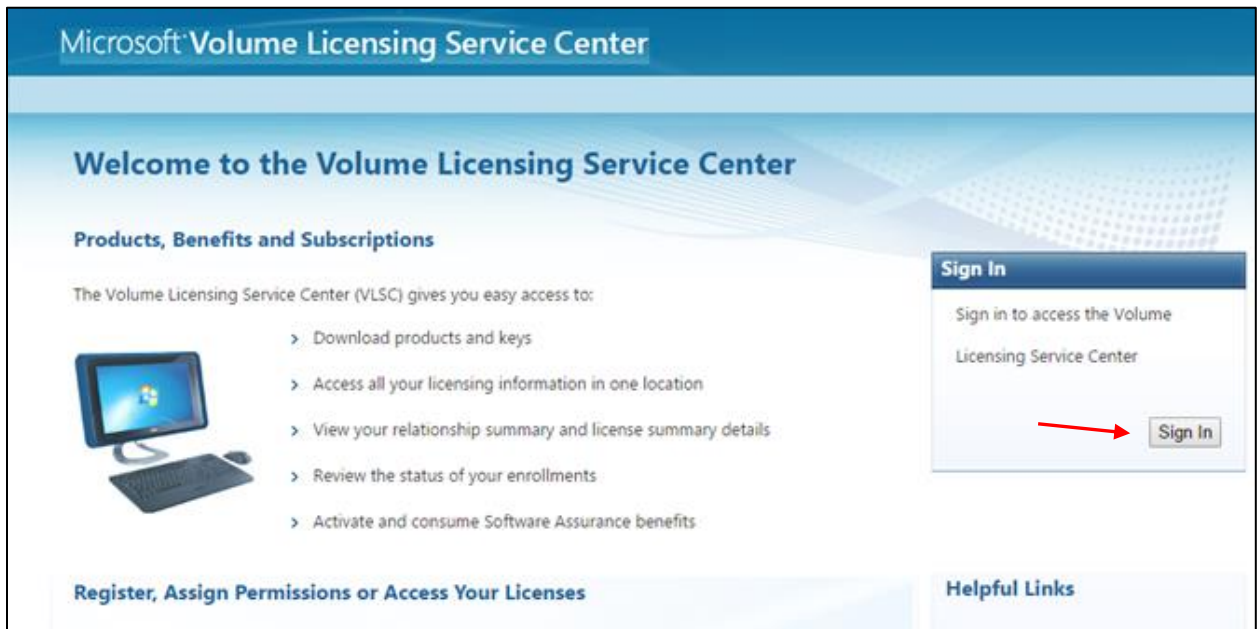 Microsoft Volume Licensing Service Center
Welcome to the Volume Licensing Service Center
Products, Benefits and Subscriptions
The Volume Licensing Service Center (VLSC) gives you easy access to:
> Download products and keys
> Access all your licensing information in one location
> View your relationship summary and license summary details
> Review the status of your enrollments
> Activate and consume Software Assurance benefits
Sign In
Sign in to access the Volume
Licensing Service Center
Sign In
Register, Assign Permissions or Access Your Licenses
Helpful Links